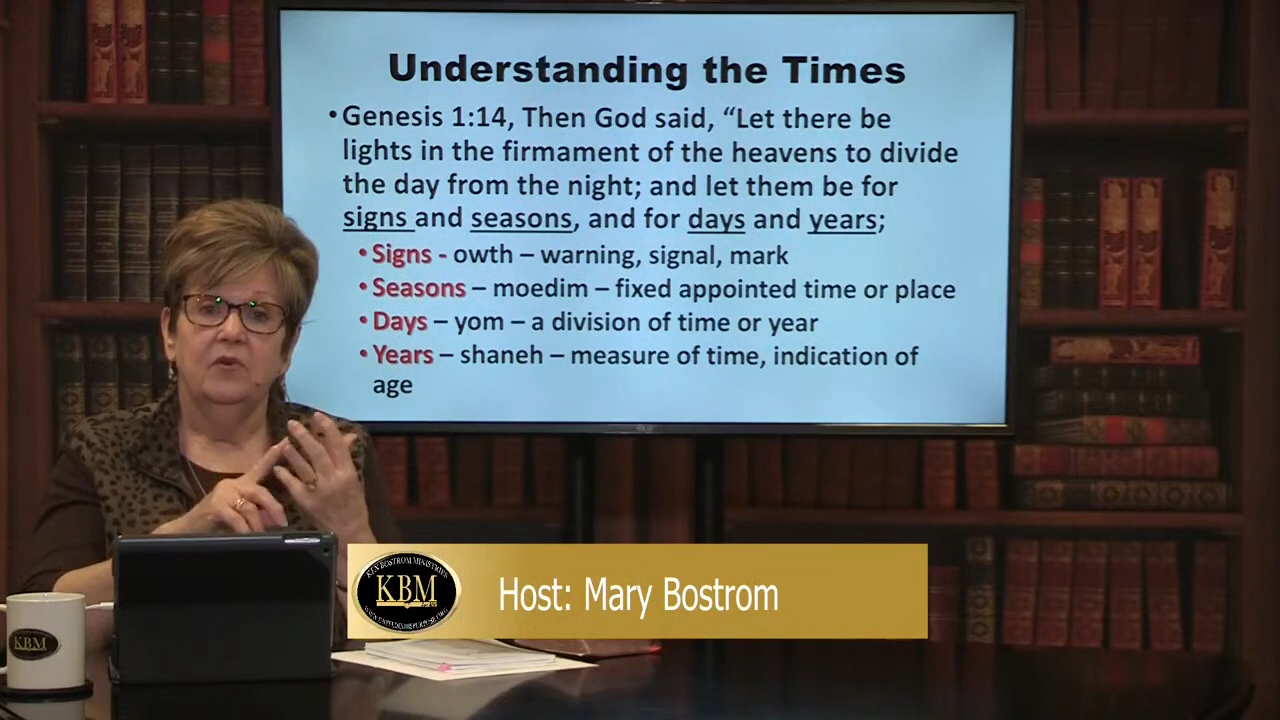 Understanding the Times
• Genesis 1:14, Then God said, “Let there be
lights in the firmament of the heavens to divide
the day from the night; and let them be for
signs and seasons, and for days and years;
• Signs - owth – warning, signal, mark
• Seasons – moedim – fixed appointed time or place
• Days – yom – a division of time or year
• Years – shaneh – measure of time, indication of
age
KEN BOSTROM MINISTRIES
KBM
Host: Mary Bostrom
KBM